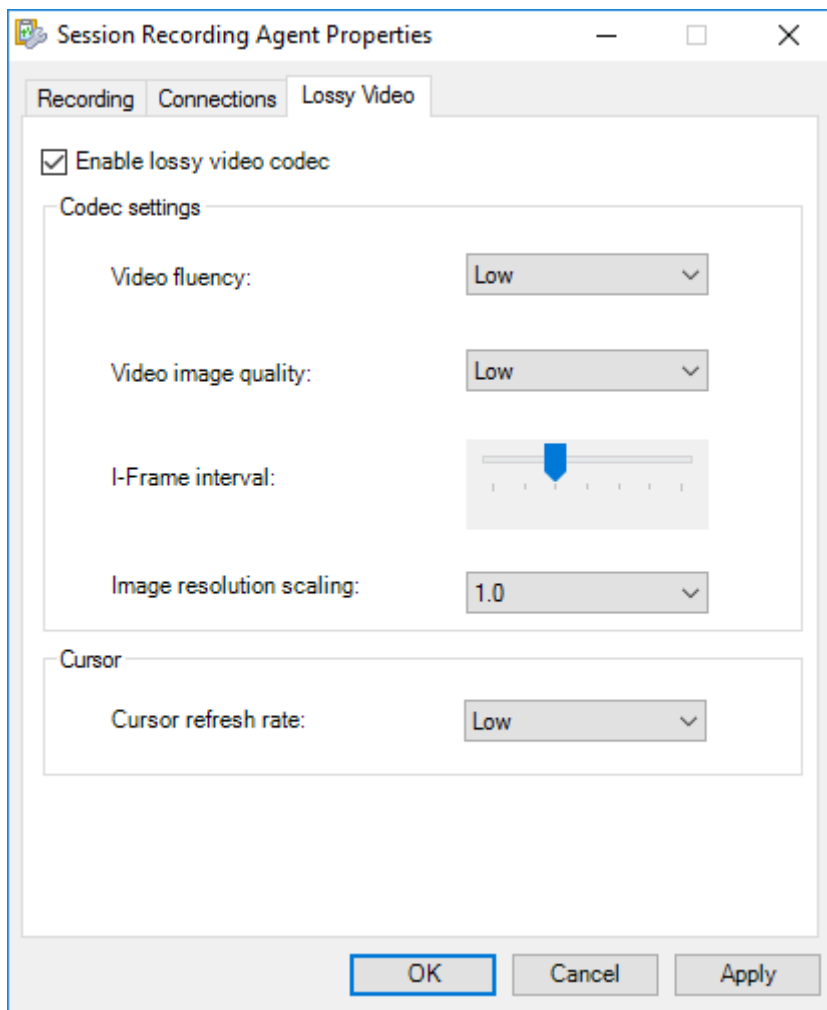 Session Recording Agent Properties
Recording Connections Lossy Video
Enable lossy video codec
Codec settings
Video fluency: Low
Video image quality: Low
I-Frame interval:
Image resolution scaling: 1.0
Cursor
Cursor refresh rate: Low
OK Cancel Apply